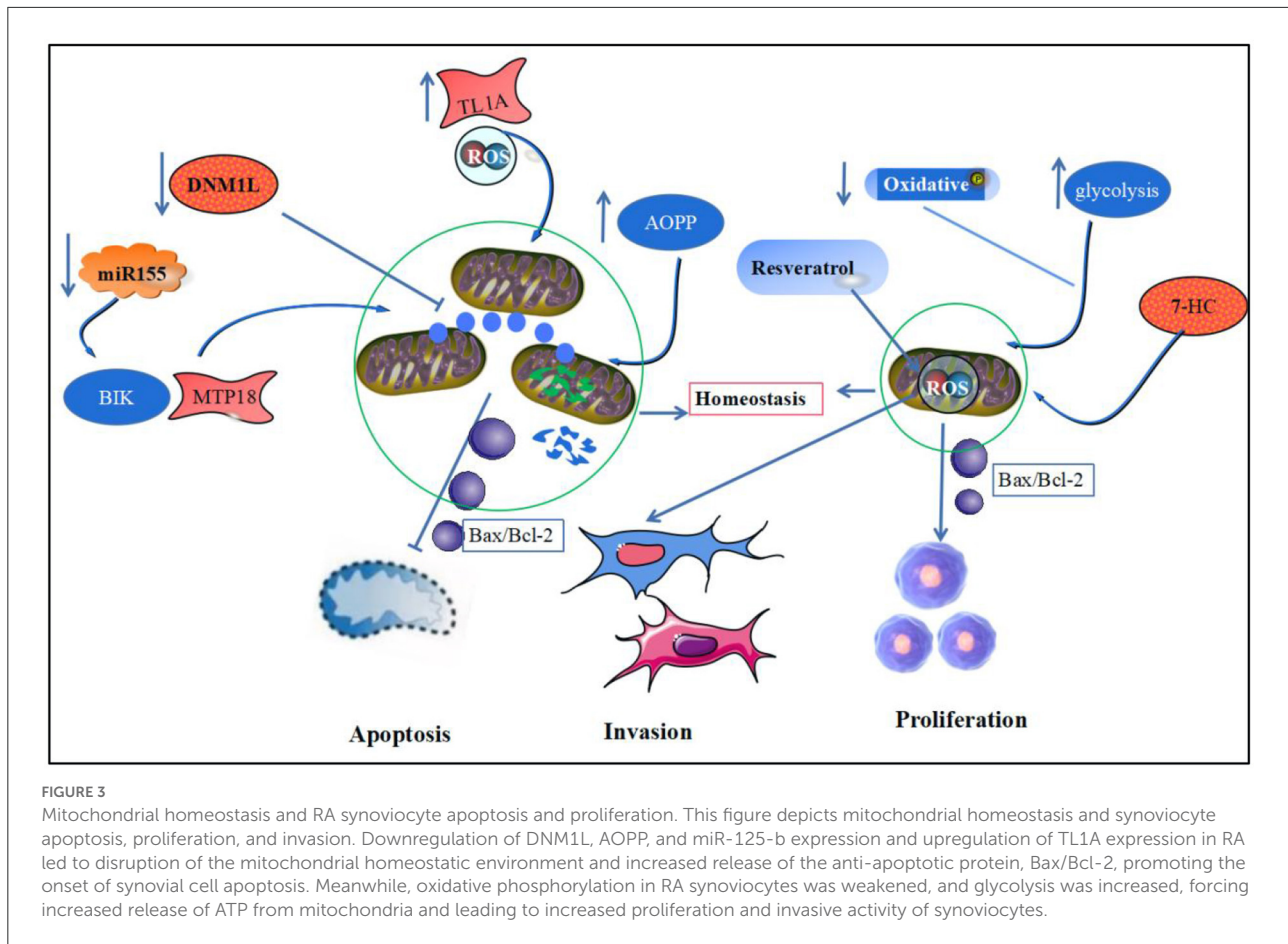 TL1A
ROS
DNM1L
miR155
BIK
MTP18
AOPP
Oxidative P
glycolysis
Resveratrol
7-HC
ROS
Homeostasis
Bax/Bcl-2
Bax/Bcl-2
Apoptosis
Invasion
Proliferation
FIGURE 3
Mitochondrial homeostasis and RA synoviocyte apoptosis and proliferation. This figure depicts mitochondrial homeostasis and synoviocyte
apoptosis, proliferation, and invasion. Downregulation of DNM1L, AOPP, and miR-125-b expression and upregulation of TL1A expression in RA
led to disruption of the mitochondrial homeostatic environment and increased release of the anti-apoptotic protein, Bax/Bcl-2, promoting the
onset of synovial cell apoptosis. Meanwhile, oxidative phosphorylation in RA synoviocytes was weakened, and glycolysis was increased, forcing
increased release of ATP from mitochondria and leading to increased proliferation and invasive activity of synoviocytes.